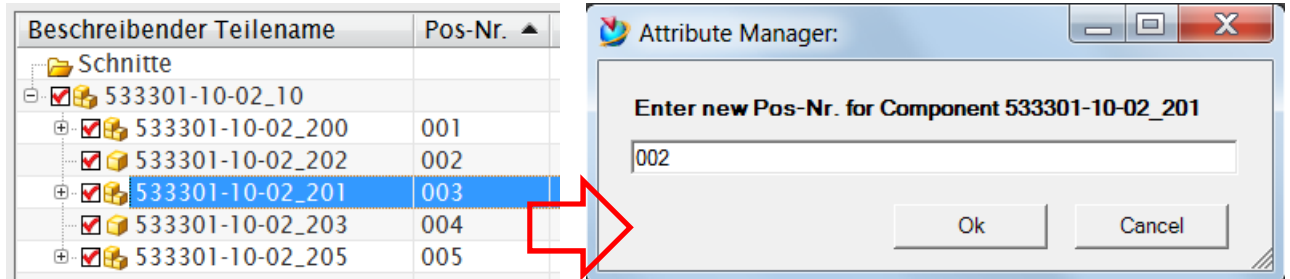 Beschreibender Teilename Pos-Nr.
Schnitte
533301-10-02_10
533301-10-02_200 001
533301-10-02_202 002
533301-10-02_201 003
533301-10-02_203 004
533301-10-02_205 005
Attribute Manager:
Enter new Pos-Nr. for Component 533301-10-02_201
002
Ok Cancel